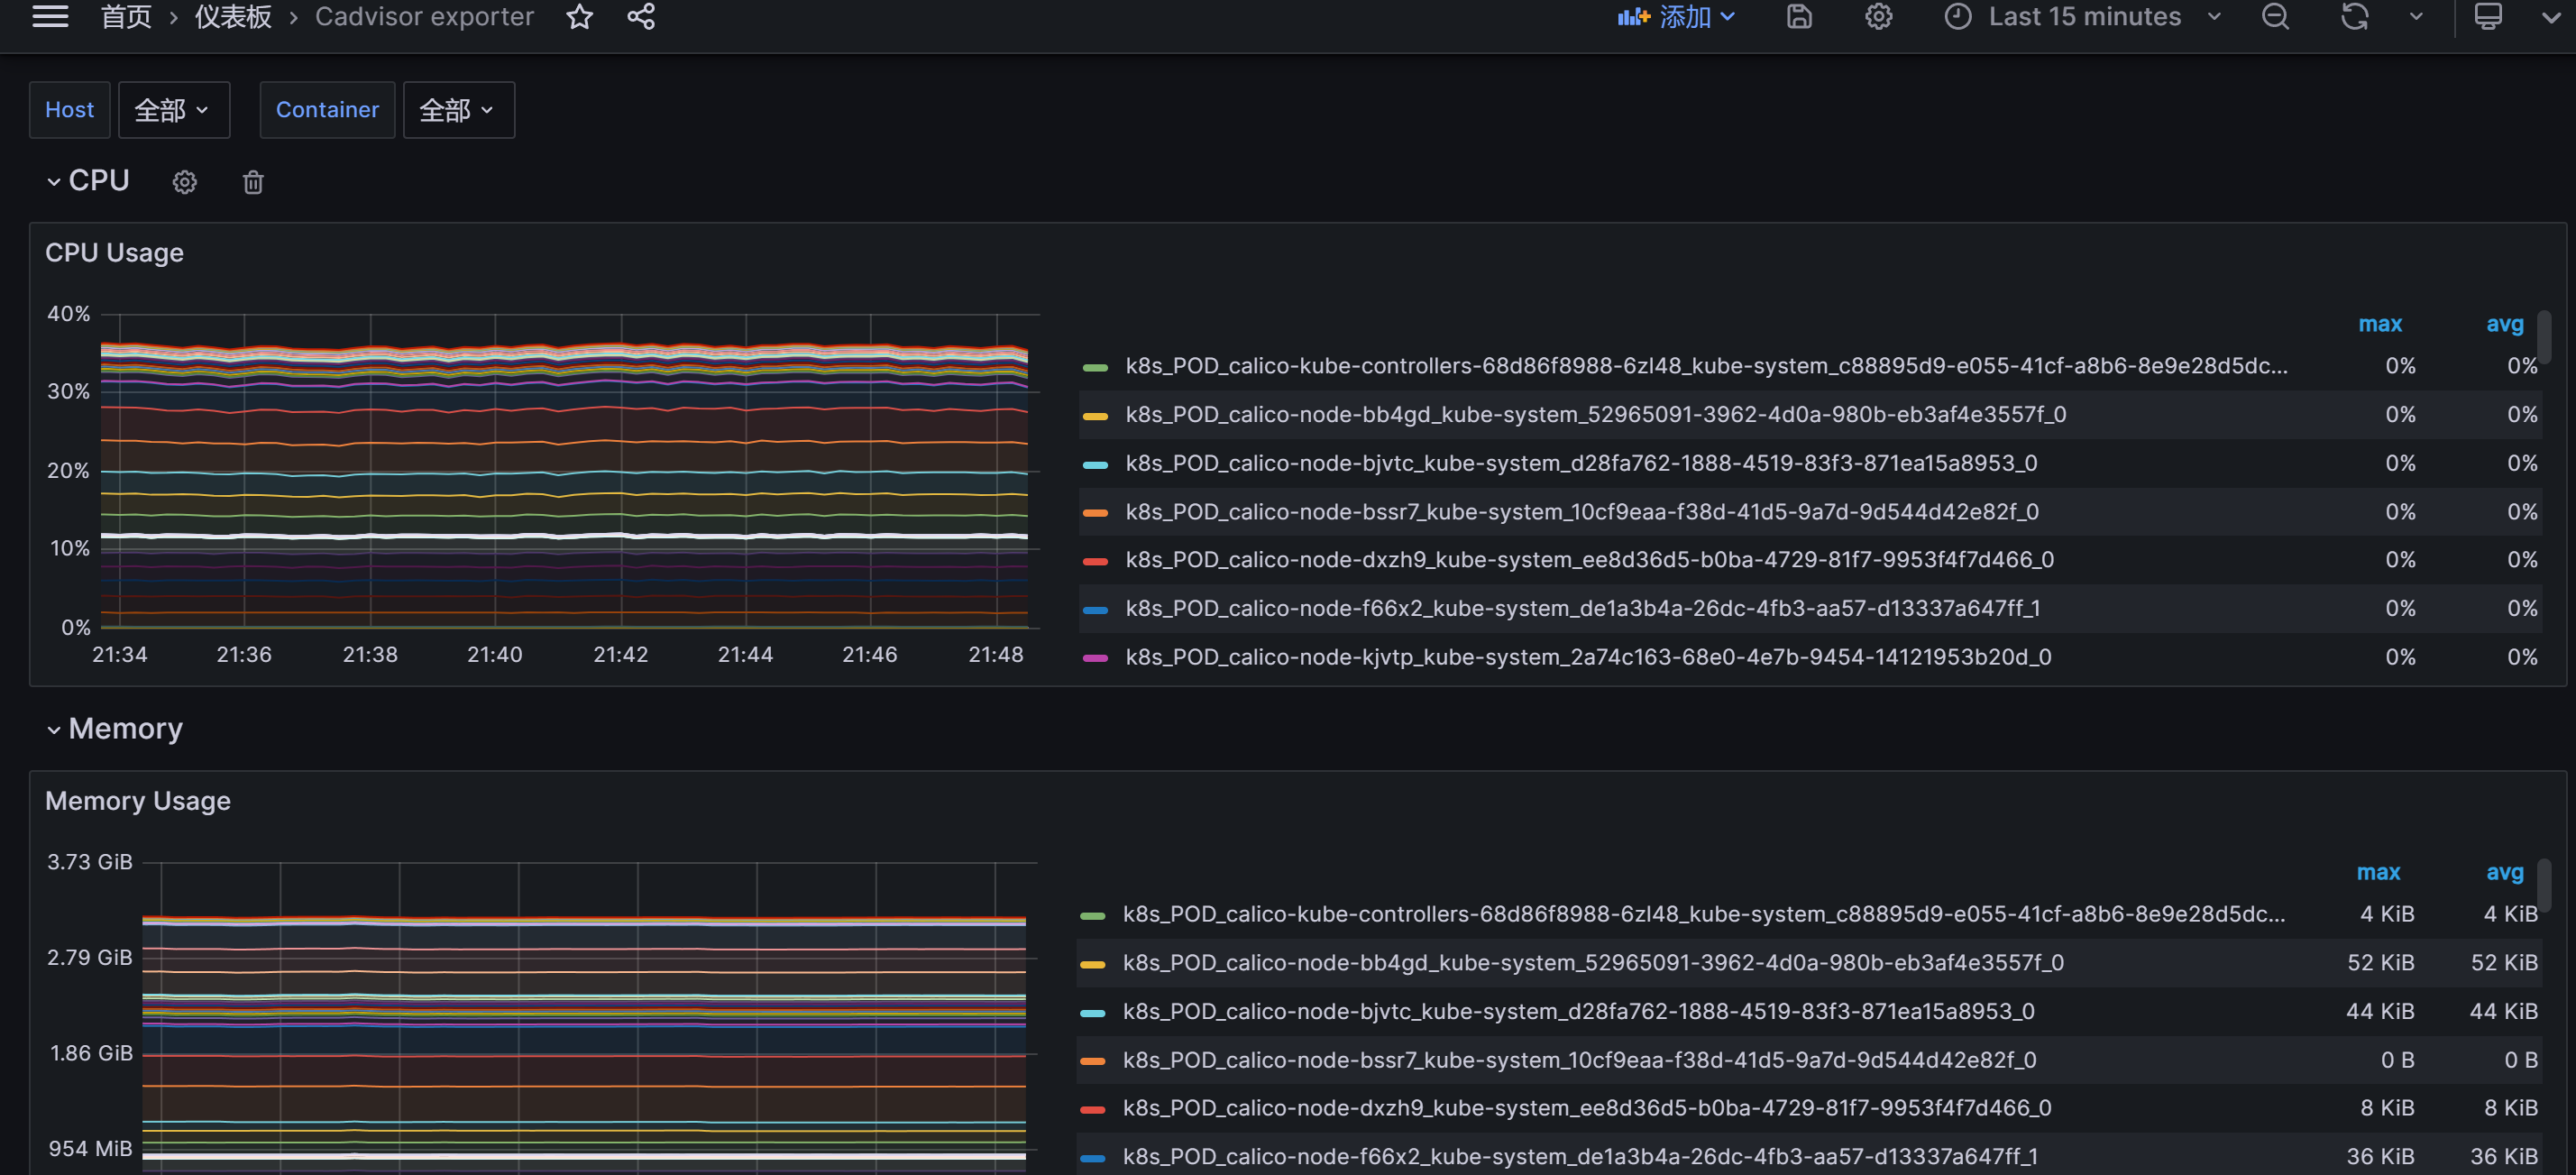 首页 › 仪表板 › Cadvisor exporter 添加 Last 15 minutes
Host 全部 Container 全部
CPU
CPU Usage
40%
30%
20%
10%
0%
21:34 21:36 21:38 21:40 21:42 21:44 21:46 21:48
max avg
k8s_POD_calico-kube-controllers-68d86f8988-6zl48_kube-system_c88895d9-e055-41cf-a8b6-8e9e28d5dc... 0% 0%
k8s_POD_calico-node-bb4gd_kube-system_52965091-3962-4d0a-980b-eb3af4e3557f_0 0% 0%
k8s_POD_calico-node-bjvtc_kube-system_d28fa762-1888-4519-83f3-871ea15a8953_0 0% 0%
k8s_POD_calico-node-bssr7_kube-system_10cf9eaa-f38d-41d5-9a7d-9d544d42e82f_0 0% 0%
k8s_POD_calico-node-dxzh9_kube-system_ee8d36d5-b0ba-4729-81f7-9953f4f7d466_0 0% 0%
k8s_POD_calico-node-f66x2_kube-system_de1a3b4a-26dc-4fb3-aa57-d13337a647ff_1 0% 0%
k8s_POD_calico-node-kjvtp_kube-system_2a74c163-68e0-4e7b-9454-14121953b20d_0 0% 0%
Memory
Memory Usage
3.73 GiB
2.79 GiB
1.86 GiB
954 MiB
max avg
k8s_POD_calico-kube-controllers-68d86f8988-6zl48_kube-system_c88895d9-e055-41cf-a8b6-8e9e28d5dc... 4 KiB 4 KiB
k8s_POD_calico-node-bb4gd_kube-system_52965091-3962-4d0a-980b-eb3af4e3557f_0 52 KiB 52 KiB
k8s_POD_calico-node-bjvtc_kube-system_d28fa762-1888-4519-83f3-871ea15a8953_0 44 KiB 44 KiB
k8s_POD_calico-node-bssr7_kube-system_10cf9eaa-f38d-41d5-9a7d-9d544d42e82f_0 0 B 0 B
k8s_POD_calico-node-dxzh9_kube-system_ee8d36d5-b0ba-4729-81f7-9953f4f7d466_0 8 KiB 8 KiB
k8s_POD_calico-node-f66x2_kube-system_de1a3b4a-26dc-4fb3-aa57-d13337a647ff_1 36 KiB 36 KiB